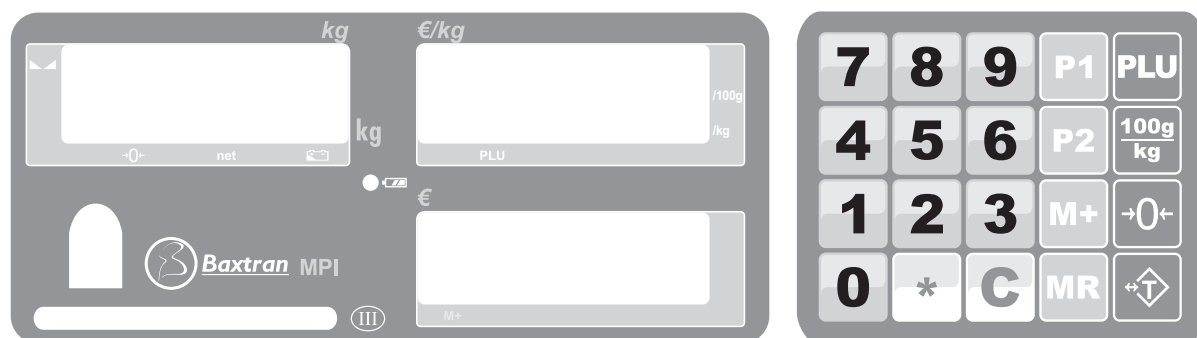 kg
€/kg
kg
/100g
/kg
→0←
net
PLU
€
Baxtran MPI
III
M+
7 8 9 P1 PLU
4 5 6 P2 100g
kg
1 2 3 M+ →0←
0 * C MR ↔T